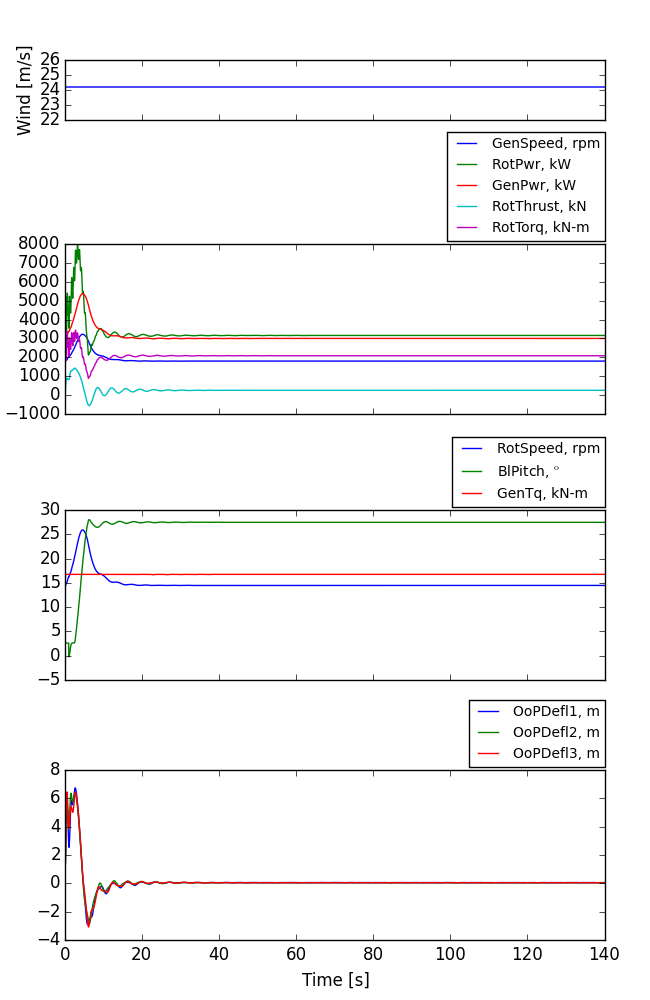 Wind [m/s]
26
25
24
23
22
GenSpeed, rpm
RotPwr, kW
GenPwr, kW
RotThrust, kN
RotTorq, kN-m
8000
7000
6000
5000
4000
3000
2000
1000
0
−1000
RotSpeed, rpm
BlPitch, °
GenTq, kN-m
30
25
20
15
10
5
0
−5
OoPDefl1, m
OoPDefl2, m
OoPDefl3, m
8
6
4
2
0
−2
−4
0 20 40 60 80 100 120 140
Time [s]